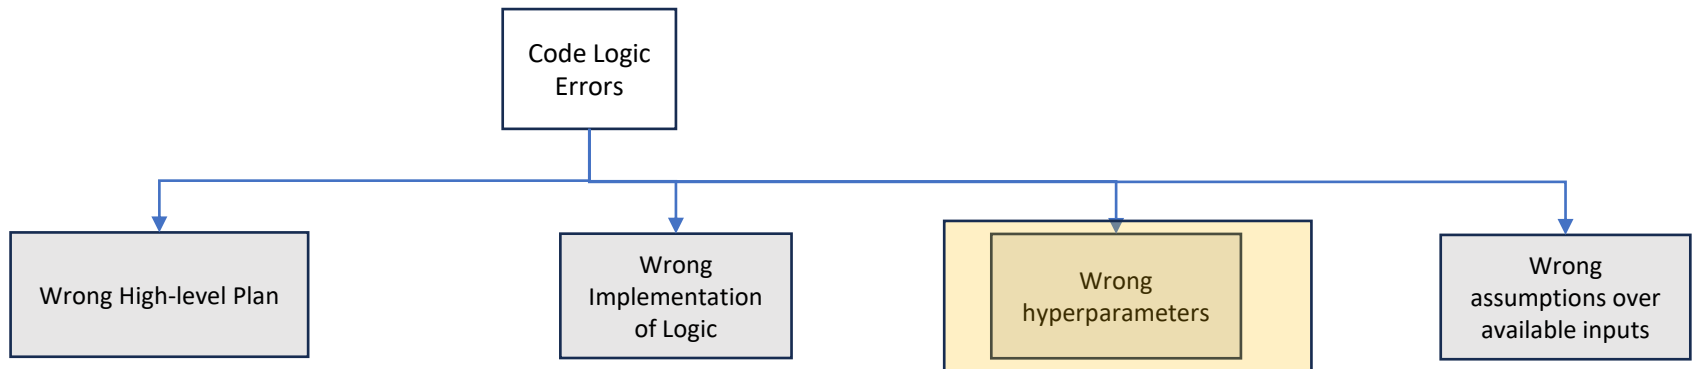 Code Logic
Errors
Wrong High-level Plan
Wrong
Implementation
of Logic
Wrong
hyperparameters
Wrong
assumptions over
available inputs